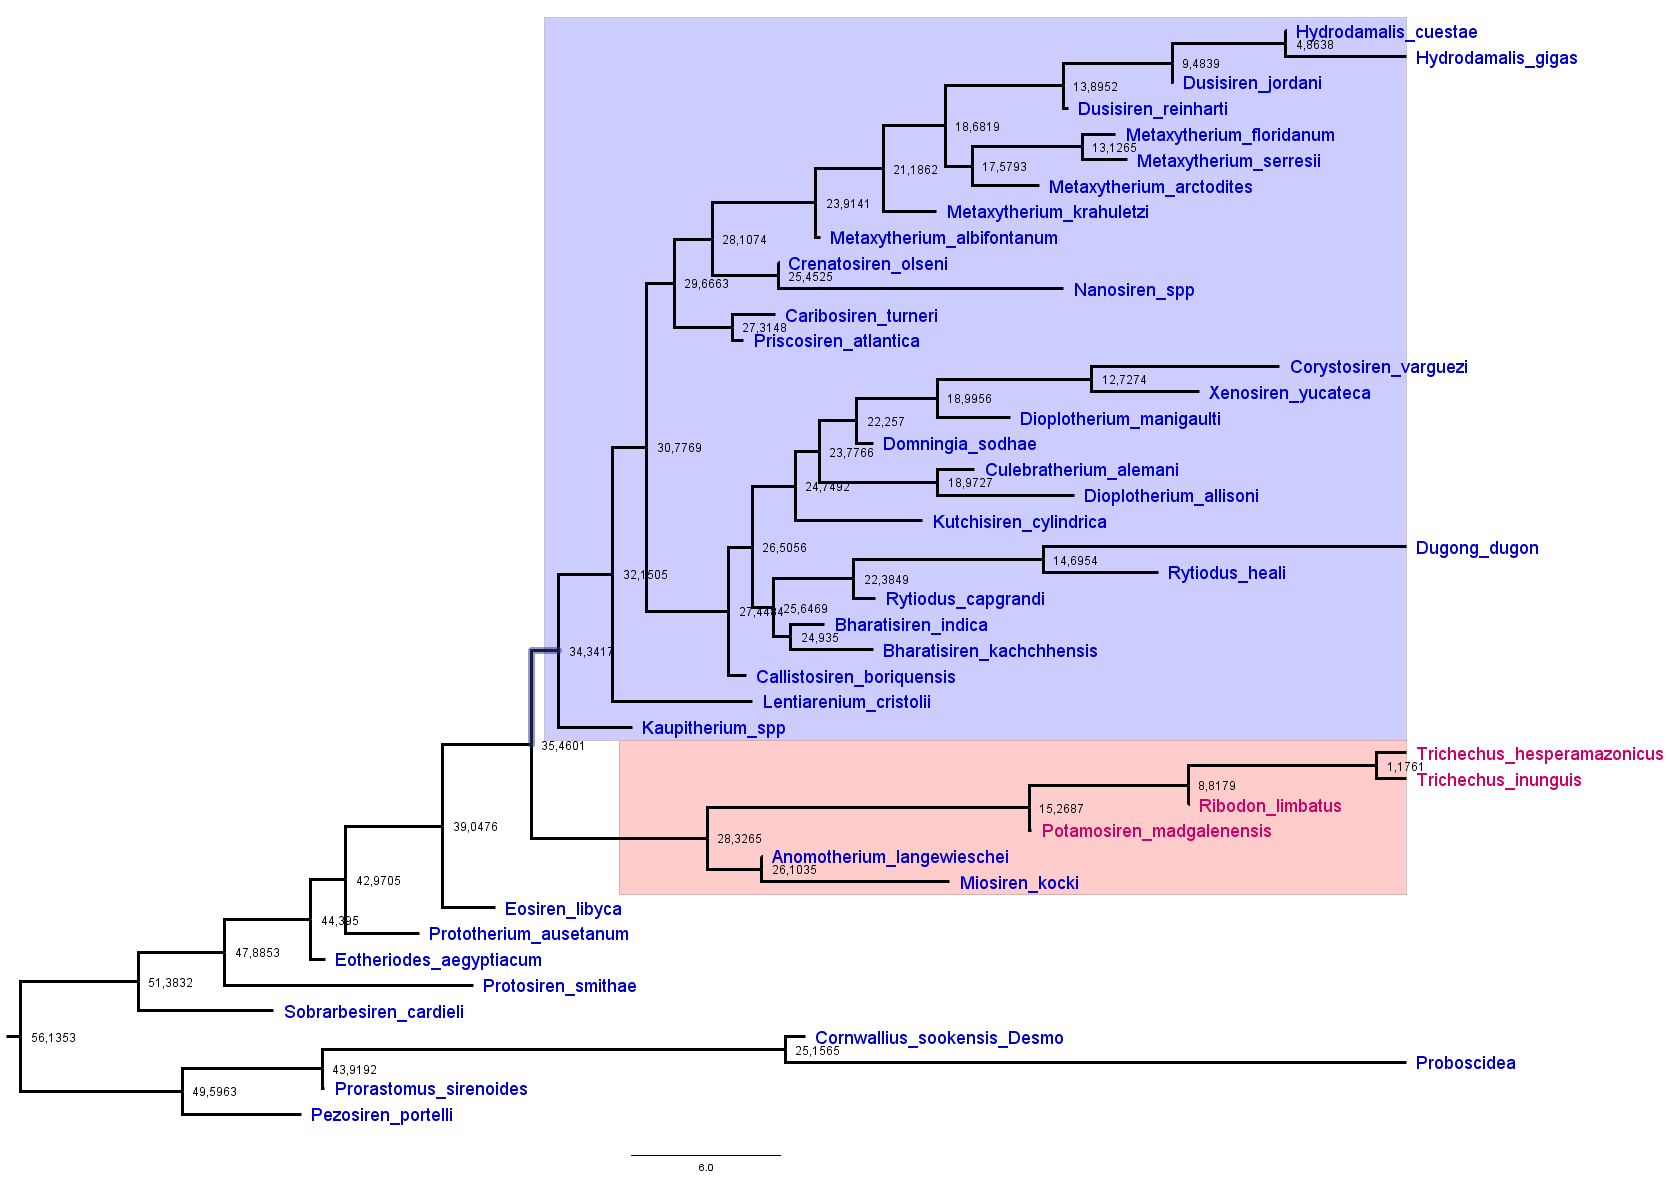 Hydrodamalis_cuestae
4,8638
Hydrodamalis_gigas
9,4839
Dusisiren_jordani
13,8952
Dusisiren_reinharti
18,6819
Metaxytherium_floridanum
13,1265
Metaxytherium_serresii
17,5793
21,1862
Metaxytherium_arctodites
23,9141
Metaxytherium_krahuletzi
28,1074
Metaxytherium_albifontanum
Crenatosiren_olseni
25,4525
29,6663
Nanosiren_spp
Caribosiren_turneri
27,3148
Priscosiren_atlantica
Corystosiren_varguezi
12,7274
18,9956
Xenosiren_yucateca
22,257
Dioplotherium_manigaulti
30,7769
Domningia_sodhae
23,7766
Culebratherium_alemani
24,7492
18,9727
Dioplotherium_allisoni
Kutchisiren_cylindrica
26,5056
Dugong_dugon
14,6954
32,1505
22,3849
Rytiodus_heali
Rytiodus_capgrandi
27,4484
25,6469
Bharatisiren_indica
24,935
34,3417
Bharatisiren_kachchhensis
Callistosiren_boriquensis
Lentiarenium_cristolii
Kaupitherium_spp
35,4601
Trichechus_hesperamazonicus
1,1761
Trichechus_inunguis
8,8179
Ribodon_limbatus
15,2687
39,0476
Potamosiren_madgalenensis
28,3265
Anomotherium_langewieschei
26,1035
42,9705
Miosiren_kocki
Eosiren_libyca
44,395
Prototherium_ausetanum
47,8853
Eotheriodes_aegyptiacum
51,3832
Protosiren_smithae
Sobrarbesiren_cardieli
56,1353
Cornwallius_sookensis_Desmo
25,1565
Proboscidea
43,9192
49,5963
Prorastomus_sirenoides
Pezosiren_portelli
6.0